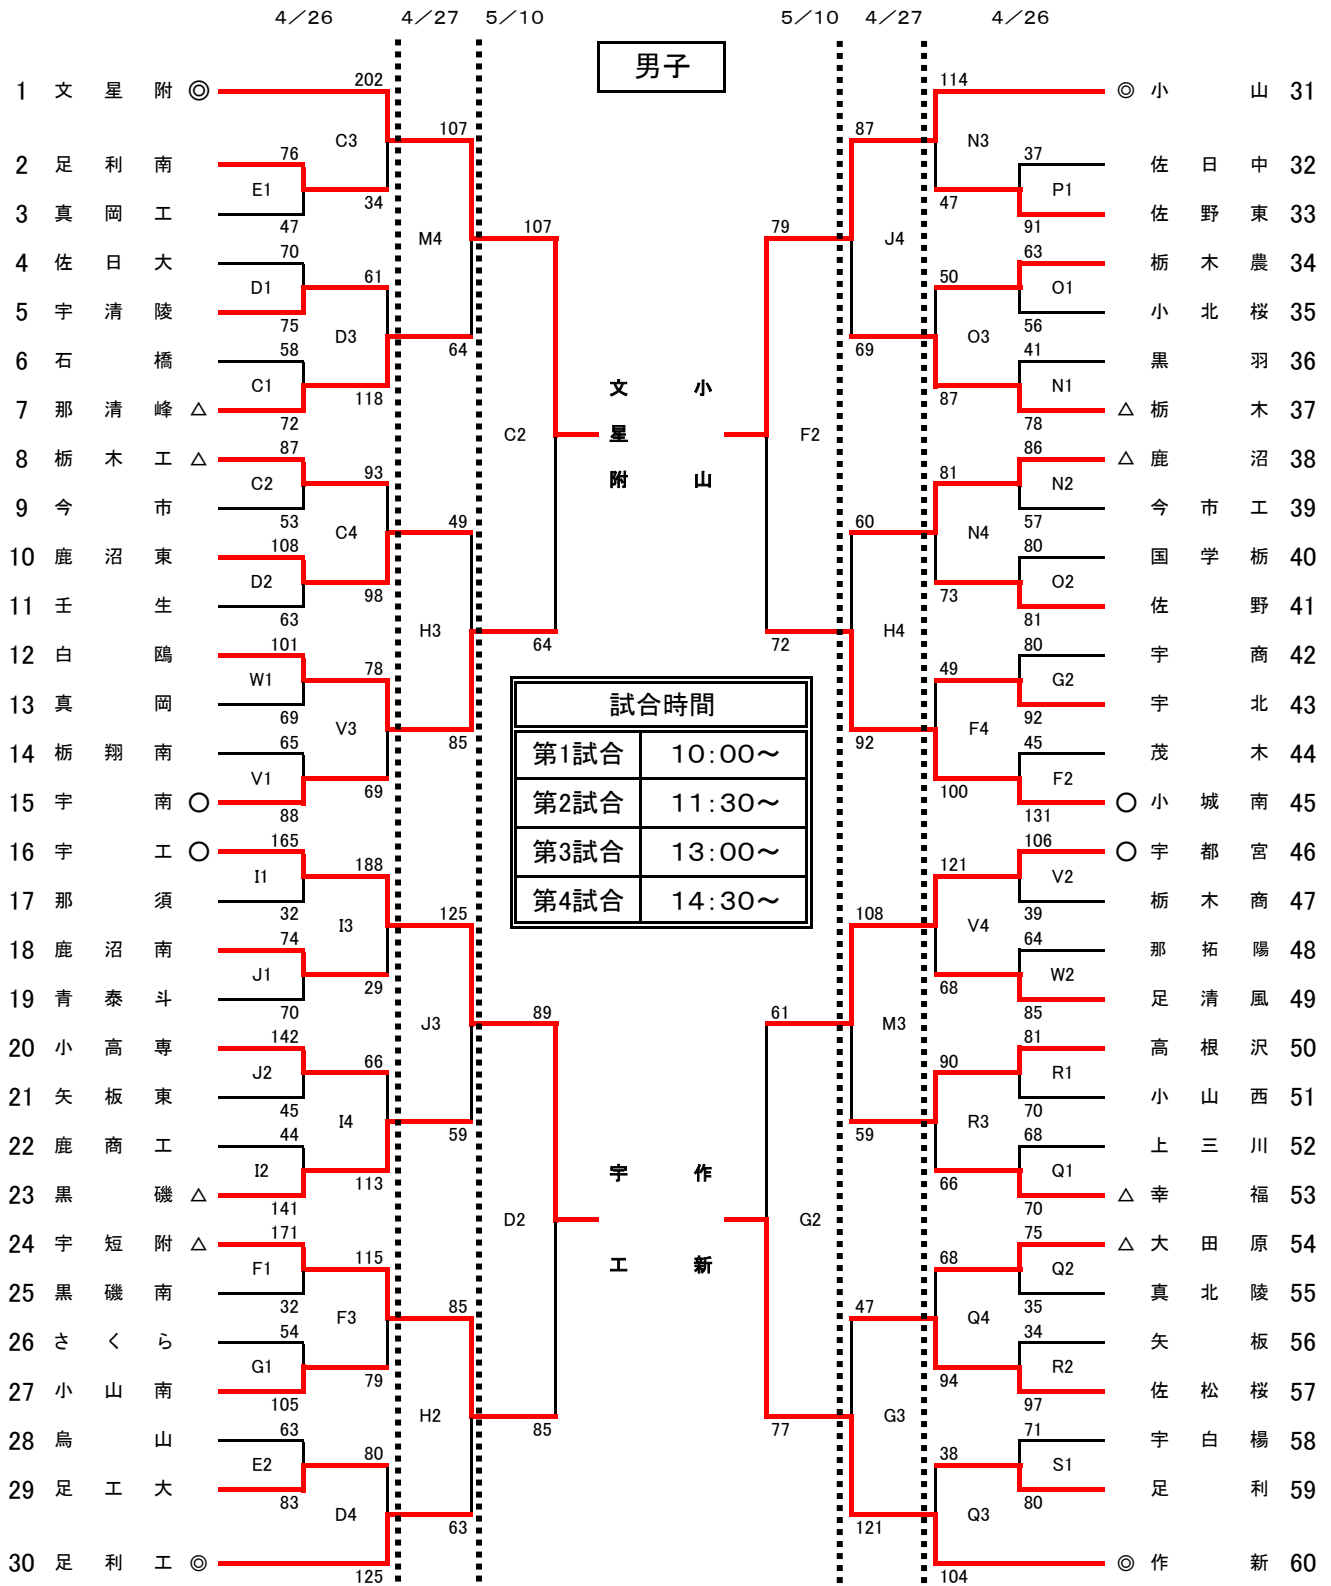 4／26 4／27 5／10 5／10 4／27 4／26
男子
202 114
1 文星附 ◎ ◎ 小山 31
107 87
C3 N3
76 37
2 足利南 佐日中 32
E1 P1
34 47
3 真岡工 佐野東 33
47 91
M4 107 79 J4
70 63
4 佐日大 栃木農 34
61 50
D1 O1
5 宇清陵 小北桜 35
75 56
D3 O3
58 64 69 41
6 石橋 黒羽 36
C1 N1
118 87
7 那清峰 △ △ 栃木 37
72 78
文星附 小山
C2 F2
87 86
8 栃木工 △ △ 鹿沼 38
93 81
C2 N2
9 今市 今市工 39
53 57
49 60
C4 N4
108 80
10 鹿沼東 国学栃 40
D2 O2
98 73
11 壬生 佐野 41
63 81
H3 64 72 H4
101 80
12 白鴎 宇商 42
78 49
W1 G2
13 真岡 宇北 43
69 92
V3 F4
65 85 92 45
14 栃翔南 茂木 44
V1 F2
69 100
15 宇南 ○ ○ 小城南 45
88 131
試合時間
第1試合 10：00～
第2試合 11：30～
第3試合 13：00～
第4試合 14：30～
165 106
16 宇工 ○ ○ 宇都宮 46
188 121
I1 V2
17 那須 栃木商 47
32 39
125 108
I3 V4
74 64
18 鹿沼南 那拓陽 48
J1 W2
29 68
19 青泰斗 足清風 49
70 85
J3 89 61 M3
142 81
20 小高専 高根沢 50
66 90
J2 R1
21 矢板東 小山西 51
45 70
I4 R3
44 59 59 68
22 鹿商工 上三川 52
I2 Q1
113 66
23 黒磯 △ △ 幸福 53
141 70
宇工 作新
D2 G2
171 75
24 宇短附 △ △ 大田原 54
115 68
F1 Q2
25 黒磯南 真北陵 55
32 35
85 47
F3 Q4
54 34
26 さくら 矢板 56
G1 R2
79 94
27 小山南 佐松桜 57
105 97
H2 85 77 G3
63 71
28 烏山 宇白楊 58
80 38
E2 S1
29 足工大 足利 59
83 80
D4 Q3
63 121
30 足利工 ◎ ◎ 作新 60
125 104